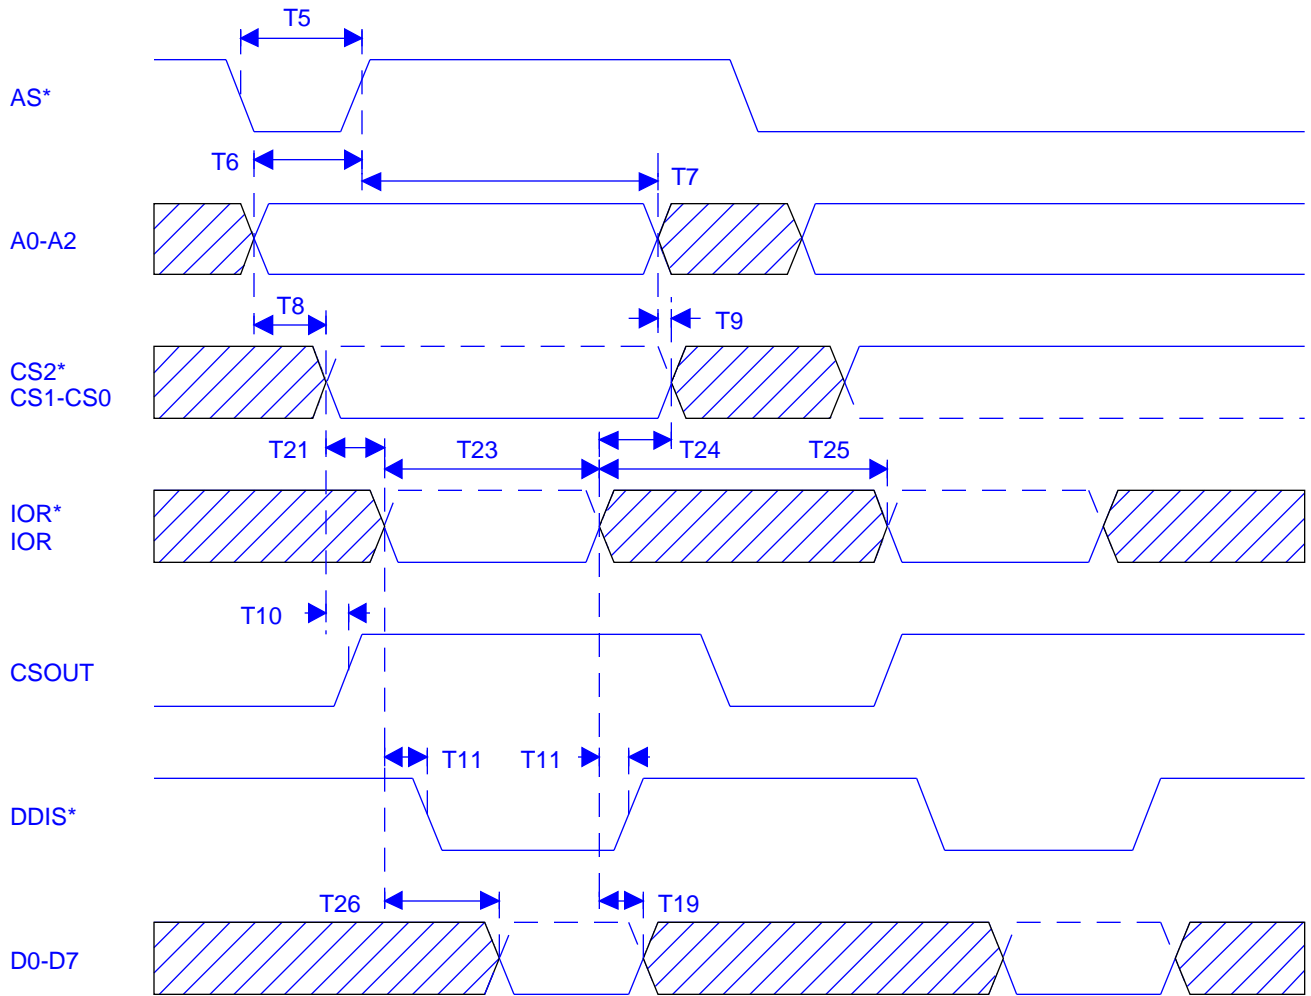 T5
AS*
T6
T7
A0-A2
T8
T9
CS2*
CS1-CS0
T21
T23
T24
T25
IOR*
IOR
T10
CSOUT
T11
T11
DDIS*
T26
T19
D0-D7